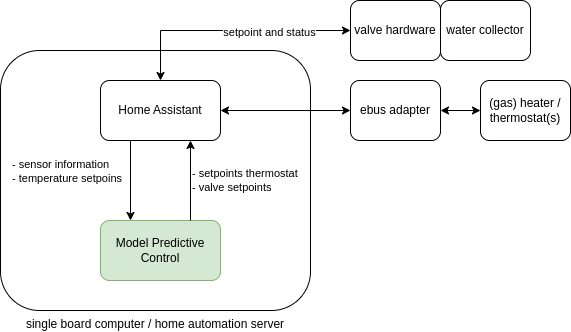 setpoint and status
valve hardware
water collector
Home Assistant
ebus adapter
(gas) heater /
thermostat(s)
- sensor information
- temperature setpoins
- setpoints thermostat
- valve setpoints
Model Predictive
Control
single board computer / home automation server